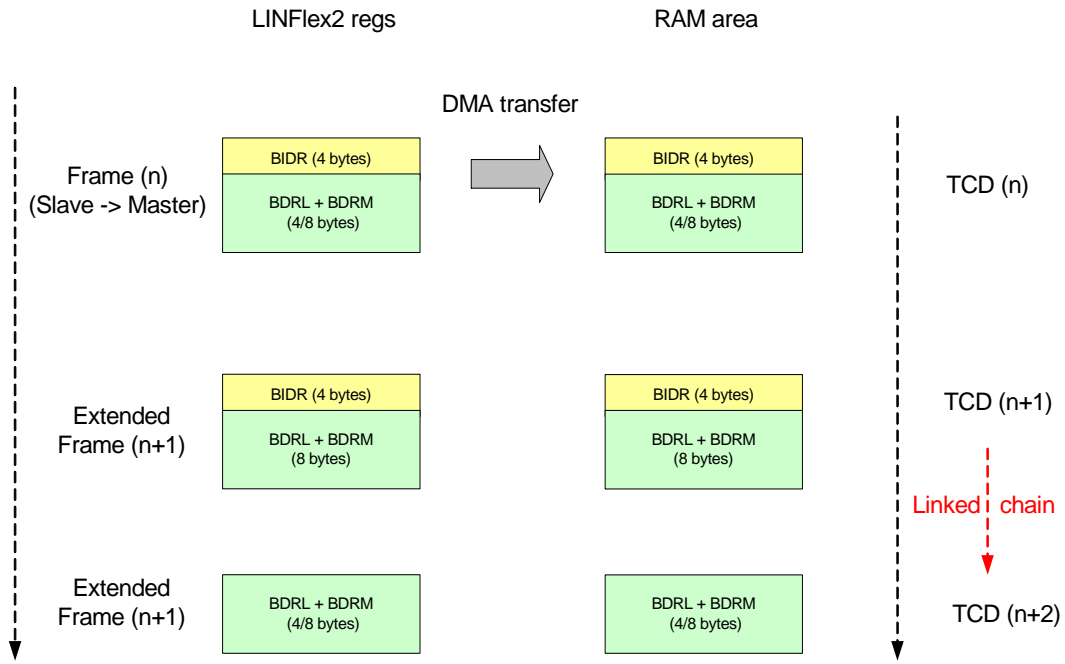 LINFlex2 regs
RAM area
DMA transfer
Frame (n)
(Slave -> Master)
BIDR (4 bytes)
BDRL + BDRM
(4/8 bytes)
BIDR (4 bytes)
BDRL + BDRM
(4/8 bytes)
TCD (n)
Extended
Frame (n+1)
BIDR (4 bytes)
BDRL + BDRM
(8 bytes)
BIDR (4 bytes)
BDRL + BDRM
(8 bytes)
TCD (n+1)
Linked chain
Extended
Frame (n+1)
BDRL + BDRM
(4/8 bytes)
BDRL + BDRM
(4/8 bytes)
TCD (n+2)